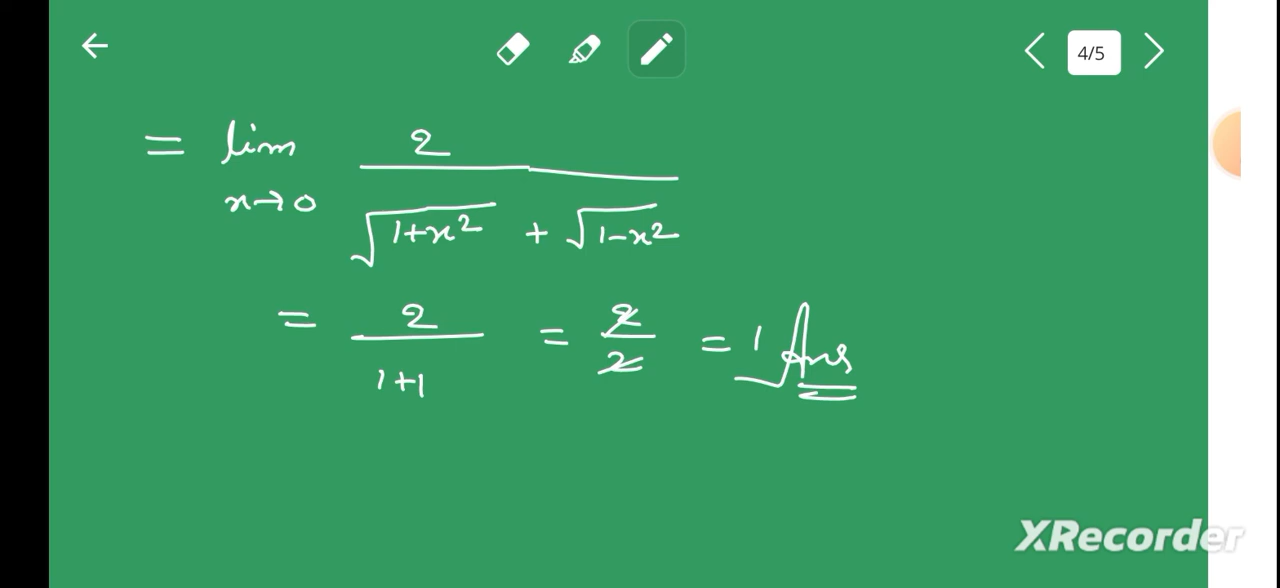 4/5
= lim 2
x→0 √1+x² + √1-x²
= 2 = 2 = 1 Ans
1+1 2
XRecorder